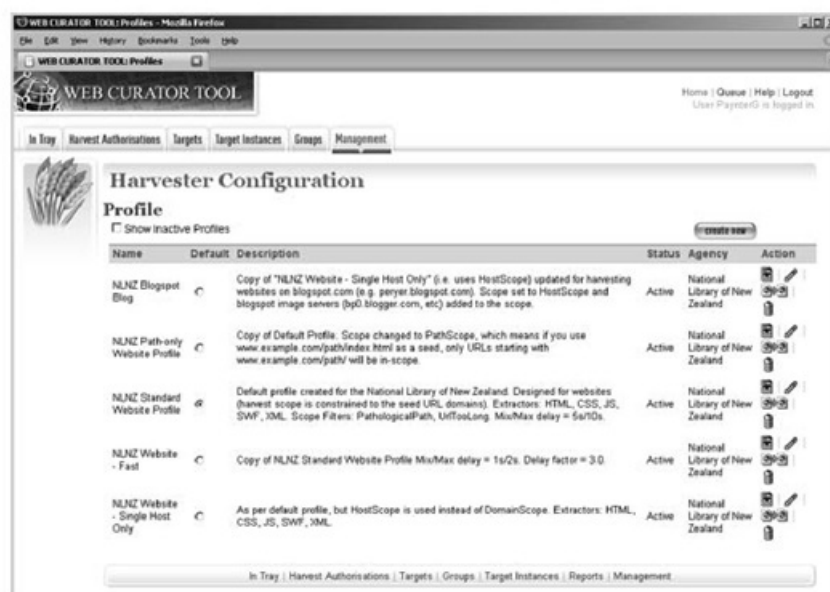 WEB CURATOR TOOL: Profiles - Mozilla Firefox
File Edit View History Bookmarks Tools Help
WEB CURATOR TOOL: Profiles
WEB CURATOR TOOL
Home | Queue | Help | Logout
User PaynterG is logged in
In Tray Harvest Authorisations Targets Target Instances Groups Management
Harvester Configuration
Profile
Show Inactive Profiles
create new
Name Default Description Status Agency Action
NLNZ Blogspot
Blog
Copy of "NLNZ Website - Single Host Only" (i.e. uses HostScope) updated for harvesting
websites on blogspot.com (e.g. peryer.blogspot.com). Scope set to HostScope and
blogspot image servers (bp0.blogger.com, etc) added to the scope.
Active
National
Library of New
Zealand
NLNZ Path-only
Website Profile
Copy of Default Profile. Scope changed to PathScope, which means if you use
www.example.com/path/index.html as a seed, only URLs starting with
www.example.com/path/ will be in-scope.
Active
National
Library of New
Zealand
NLNZ Standard
Website Profile
Default profile created for the National Library of New Zealand. Designed for websites
(harvest scope is constrained to the seed URL domains). Extractors: HTML, CSS, JS,
SWF, XML. Scope Filters: PathologicalPath, UrlTooLong. Mix/Max delay = 5s/10s.
Active
National
Library of New
Zealand
NLNZ Website
- Fast
Copy of NLNZ Standard Website Profile Mix/Max delay = 1s/2s. Delay factor = 3.0.
Active
National
Library of New
Zealand
NLNZ Website
- Single Host
Only
As per default profile, but HostScope is used instead of DomainScope. Extractors: HTML,
CSS, JS, SWF, XML.
Active
National
Library of New
Zealand
In Tray | Harvest Authorisations | Targets | Groups | Target Instances | Reports | Management